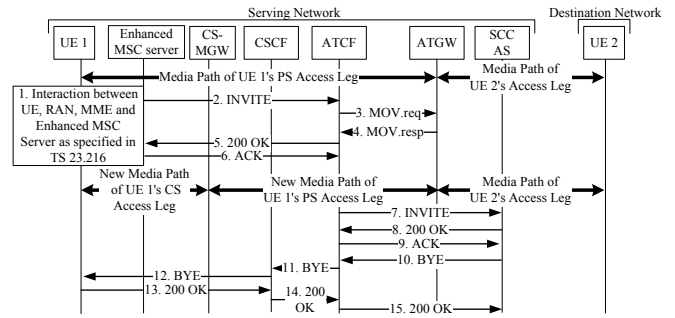 Serving Network
Destination Network
UE 1
Enhanced
MSC server
CS-
MGW
CSCF
ATCF
ATGW
SCC
AS
UE 2
Media Path of UE 1's PS Access Leg
Media Path of
UE 2's Access Leg
1. Interaction between
UE, RAN, MME and
Enhanced MSC
Server as specified in
TS 23.216
2. INVITE
3. MOV.req
4. MOV.resp
5. 200 OK
6. ACK
New Media Path
of UE 1's CS
Access Leg
New Media Path of
UE 1's PS Access Leg
Media Path of
UE 2's Access Leg
7. INVITE
8. 200 OK
9. ACK
10. BYE
11. BYE
12. BYE
13. 200 OK
14. 200
OK
15. 200 OK